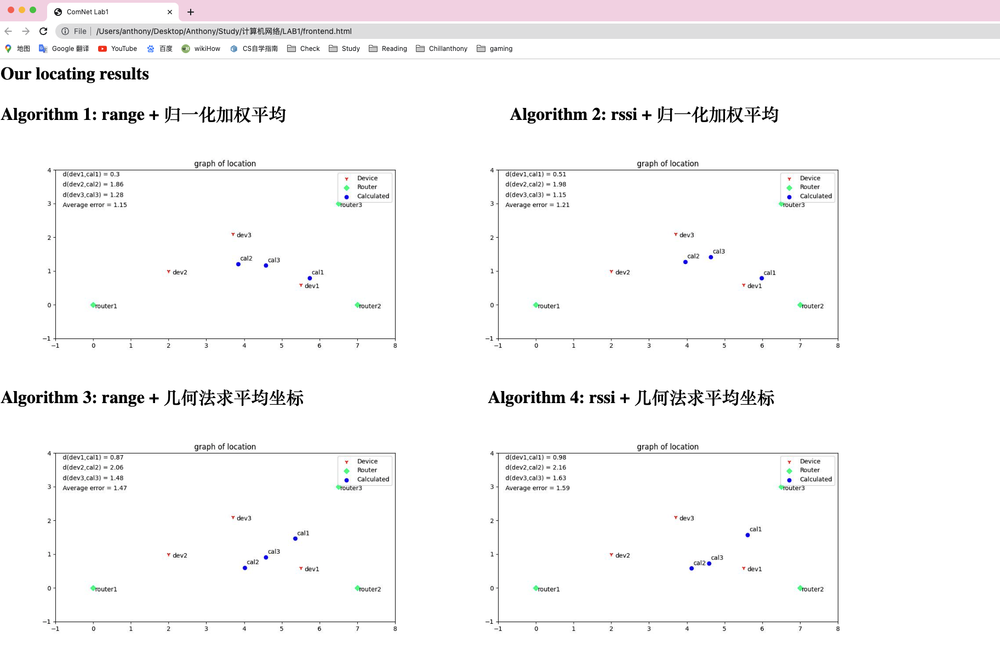 ComNet Lab1
File /Users/anthony/Desktop/Anthony/Study/计算机网络/LAB1/frontend.html
地图 Google 翻译 YouTube 百度 wikiHow CS自学指南 Check Study Reading Chillanthony gaming
Our locating results
Algorithm 1: range + 归一化加权平均
graph of location
d(dev1,cal1) = 0.3
d(dev2,cal2) = 1.86
d(dev3,cal3) = 1.28
Average error = 1.15
Device
Router
Calculated
router3
dev3
cal2
cal3
cal1
dev2
dev1
router1
router2
4
3
2
1
0
−1
−1 0 1 2 3 4 5 6 7 8
Algorithm 2: rssi + 归一化加权平均
graph of location
d(dev1,cal1) = 0.51
d(dev2,cal2) = 1.98
d(dev3,cal3) = 1.15
Average error = 1.21
Device
Router
Calculated
router3
dev3
cal3
cal2
cal1
dev2
dev1
router1
router2
4
3
2
1
0
−1
−1 0 1 2 3 4 5 6 7 8
Algorithm 3: range + 几何法求平均坐标
graph of location
d(dev1,cal1) = 0.87
d(dev2,cal2) = 2.06
d(dev3,cal3) = 1.48
Average error = 1.47
Device
Router
Calculated
router3
dev3
cal1
cal3
dev2
cal2
dev1
router1
router2
4
3
2
1
0
−1
−1 0 1 2 3 4 5 6 7 8
Algorithm 4: rssi + 几何法求平均坐标
graph of location
d(dev1,cal1) = 0.98
d(dev2,cal2) = 2.16
d(dev3,cal3) = 1.63
Average error = 1.59
Device
Router
Calculated
router3
dev3
cal1
dev2
cal3
cal2
dev1
router1
router2
4
3
2
1
0
−1
−1 0 1 2 3 4 5 6 7 8